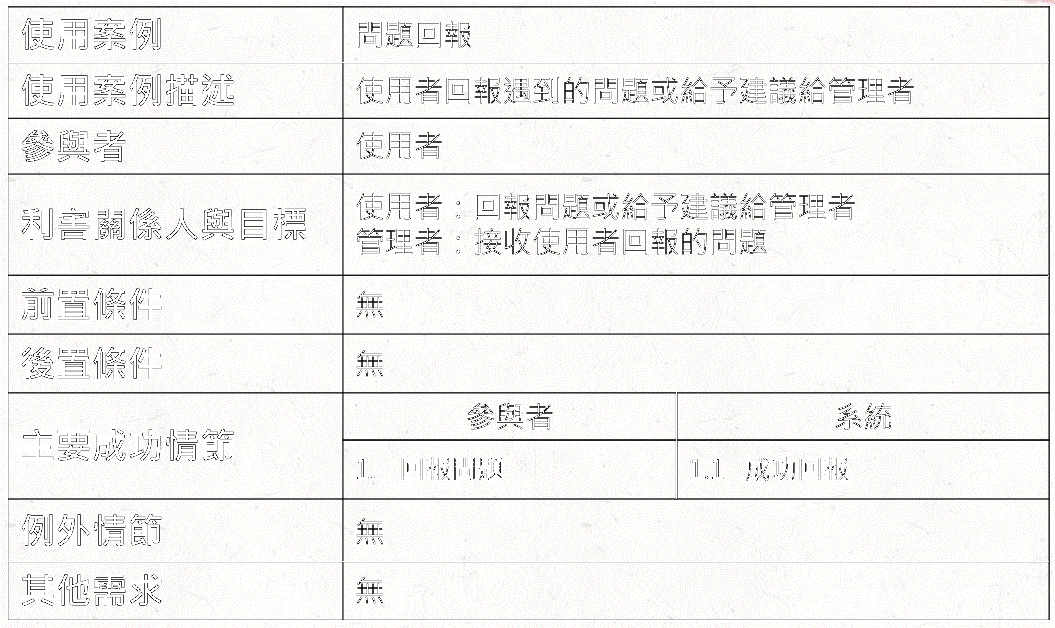 使用案例 問題回報
使用案例描述 使用者回報遇到的問題或給予建議給管理者
參與者 使用者
利害關係人與目標 使用者：回報問題或給予建議給管理者
管理者：接收使用者回報的問題
前置條件 無
後置條件 無
主要成功情節 參與者 系統
1. 回報問題 1.1 成功回報
例外情節 無
其他需求 無